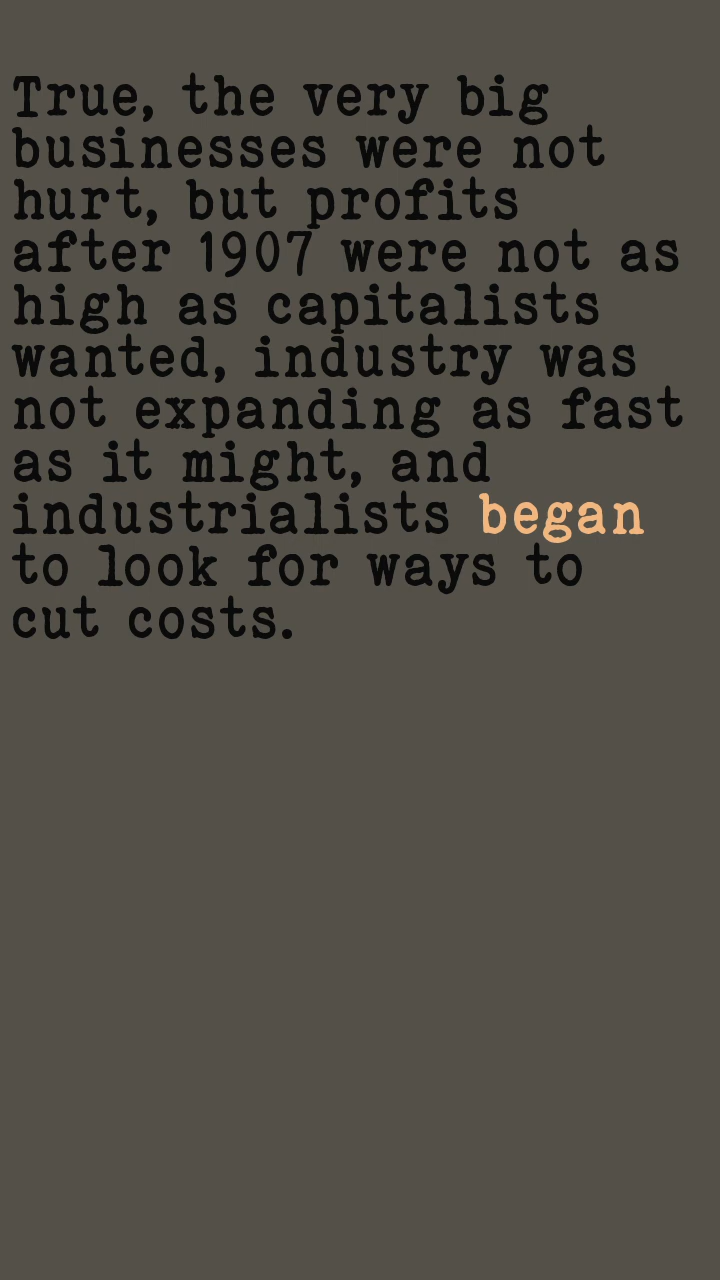 True, the very big
businesses were not
hurt, but profits
after 1907 were not as
high as capitalists
wanted, industry was
not expanding as fast
as it might, and
industrialists began
to look for ways to
cut costs.